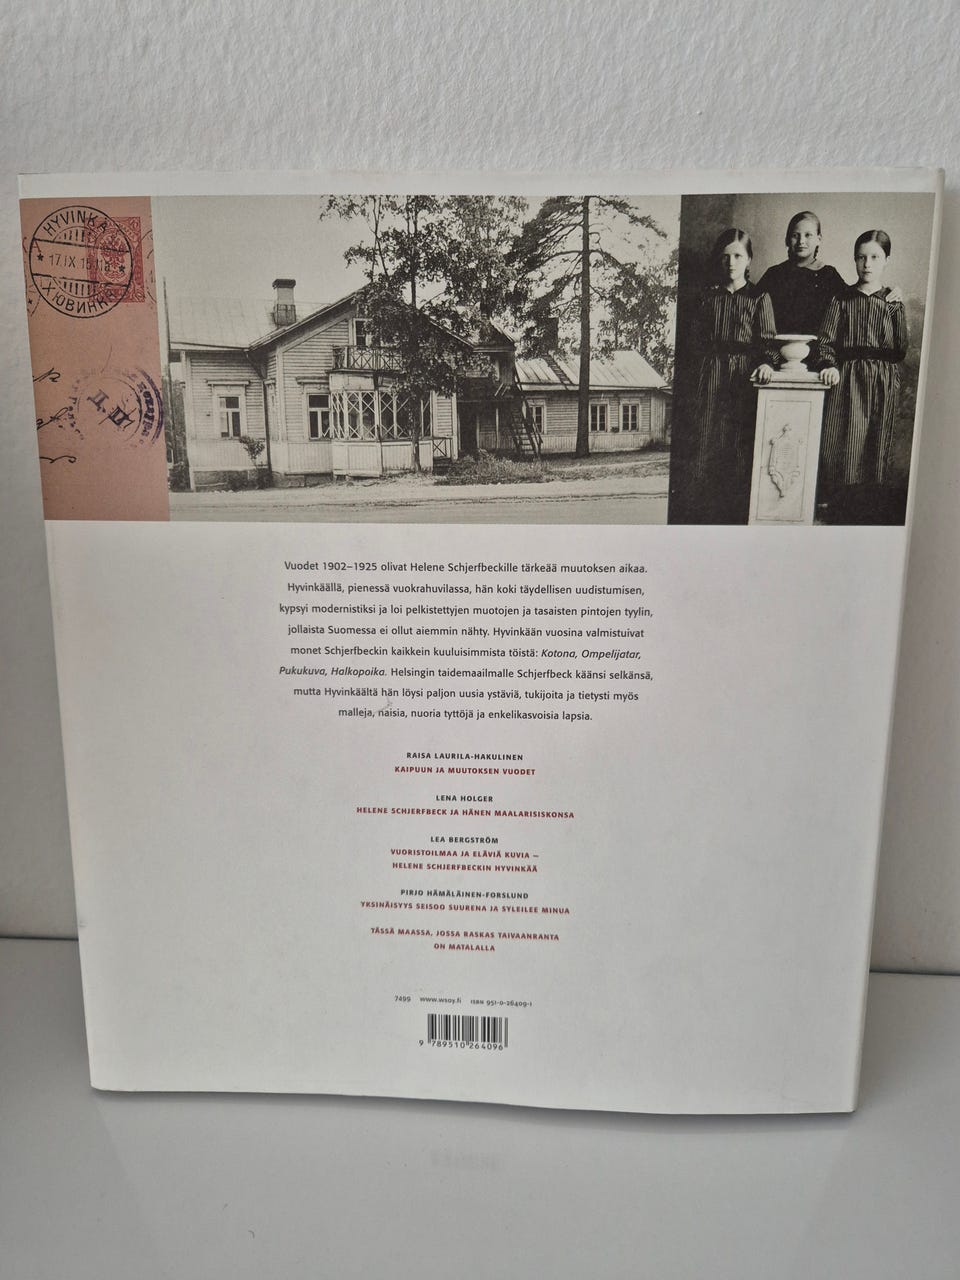 HYVINKÄ
17.IX.15.11a
ХЮВИНК
Vuodet 1902–1925 olivat Helene Schjerfbeckille tärkeää muutoksen aikaa.
Hyvinkäällä, pienessä vuokrahuvilassa, hän koki täydellisen uudistumisen,
kypsyi modernistiksi ja loi pelkistettyjen muotojen ja tasaisten pintojen tyylin,
jollaista Suomessa ei ollut aiemmin nähty. Hyvinkään vuosina valmistuivat
monet Schjerfbeckin kaikkein kuuluisimmista töistä: Kotona, Ompelijatar,
Pukukuva, Halkopoika. Helsingin taidemaailmalle Schjerfbeck käänsi selkänsä,
mutta Hyvinkäältä hän löysi paljon uusia ystäviä, tukijoita ja tietysti myös
malleja, naisia, nuoria tyttöjä ja enkelikasvoisia lapsia.
RAISA LAURILA-HAKULINEN
KAIPUUN JA MUUTOKSEN VUODET
LENA HOLGER
HELENE SCHJERFBECK JA HÄNEN MAALARISISKONSA
LEA BERGSTRÖM
VUORISTOILMAA JA ELÄVIÄ KUVIA –
HELENE SCHJERFBECKIN HYVINKÄÄ
PIRJO HÄMÄLÄINEN-FORSLUND
YKSINÄISYYS SEISOO SUURENA JA SYLEILEE MINUA
TÄSSÄ MAASSA, JOSSA RASKAS TAIVAANRANTA
ON MATALALLA
7499 www.wsoy.fi ISBN 951-0-26409-1
9 789510 264096